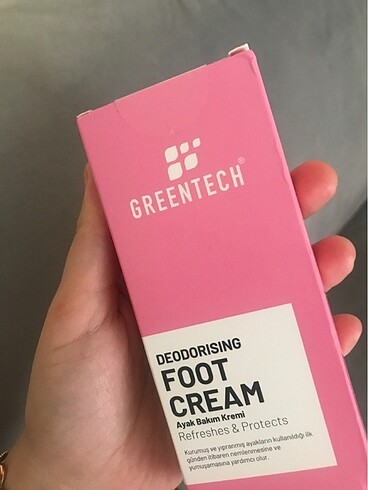 GREENTECH®
DEODORISING
FOOT
CREAM
Ayak Bakım Kremi
Refreshes & Protects
Kurumuş ve yıpranmış ayakların kullanıldığı ilk
günden itibaren nemlenmesine ve
yumuşamasına yardımcı olur.